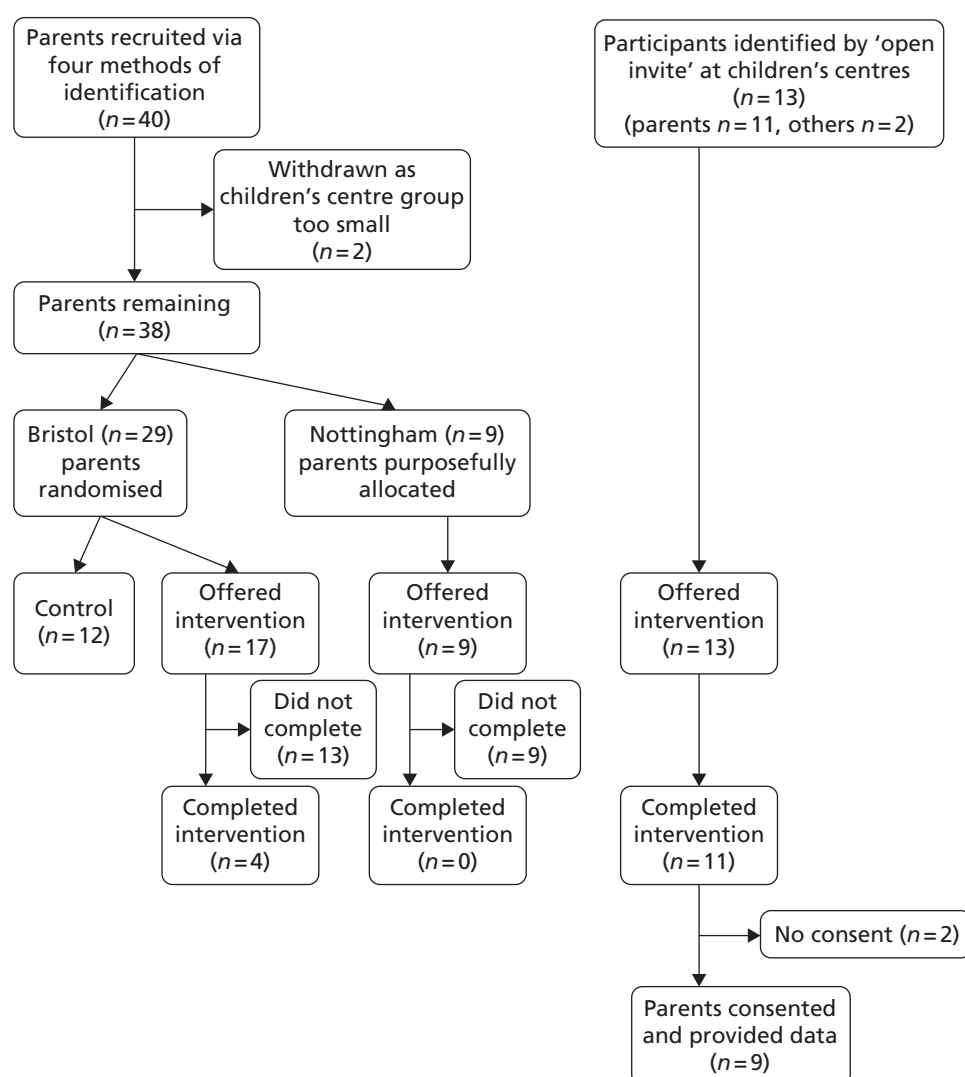 Parents recruited via
four methods of
identification
(n=40)
Participants identified by ‘open
invite’ at children’s centres
(n=13)
(parents n=11, others n=2)
Withdrawn as
children’s centre group
too small
(n=2)
Parents remaining
(n=38)
Bristol (n=29)
parents
randomised
Nottingham (n=9)
parents purposefully
allocated
Control
(n=12)
Offered
intervention
(n=17)
Offered
intervention
(n=9)
Offered
intervention
(n=13)
Did not
complete
(n=13)
Did not
complete
(n=9)
Completed
intervention
(n=4)
Completed
intervention
(n=0)
Completed
intervention
(n=11)
No consent (n=2)
Parents consented
and provided data
(n=9)